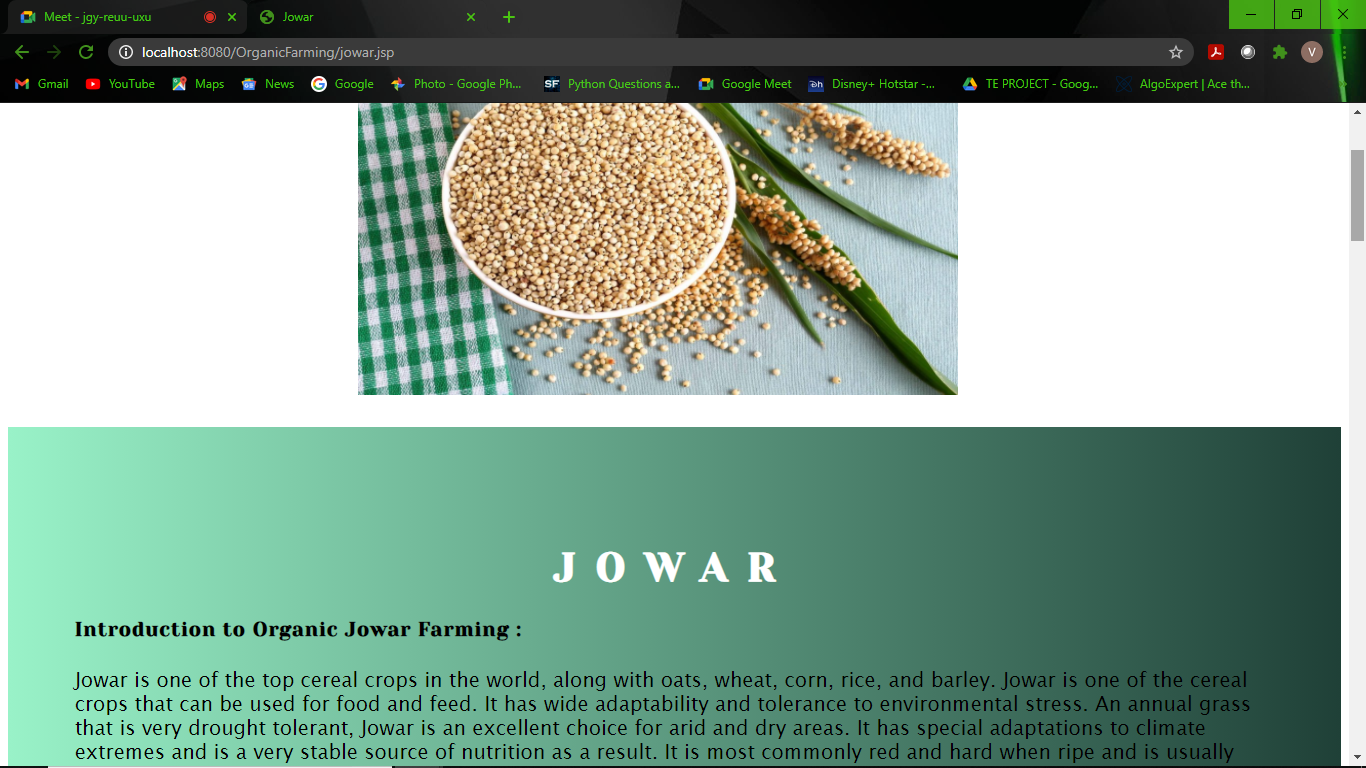 Meet - jgy-reuu-uxu
Jowar
localhost:8080/OrganicFarming/jowar.jsp
V
Gmail
YouTube
Maps
News
Google
Photo - Google Ph...
SF
Python Questions a...
Google Meet
Disney+ Hotstar -...
TE PROJECT - Goog...
AlgoExpert | Ace th...
JOWAR
Introduction to Organic Jowar Farming :
Jowar is one of the top cereal crops in the world, along with oats, wheat, corn, rice, and barley. Jowar is one of the cereal
crops that can be used for food and feed. It has wide adaptability and tolerance to environmental stress. An annual grass
that is very drought tolerant, Jowar is an excellent choice for arid and dry areas. It has special adaptations to climate
extremes and is a very stable source of nutrition as a result. It is most commonly red and hard when ripe and is usually